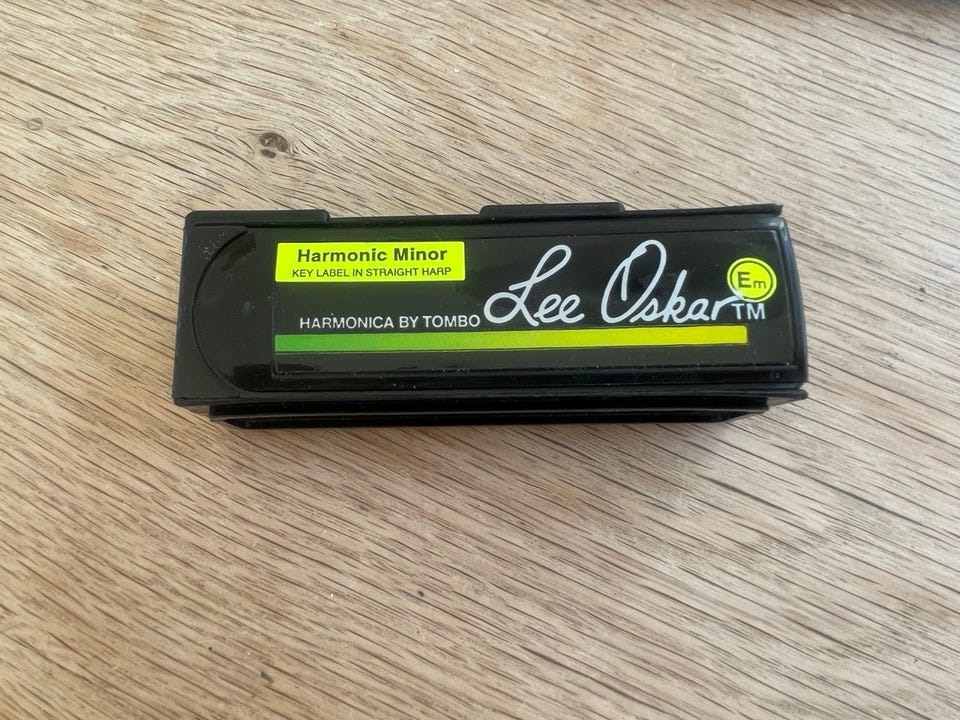 Harmonic Minor
KEY LABEL IN STRAIGHT HARP
HARMONICA BY TOMBO Lee Oskar TM
Em